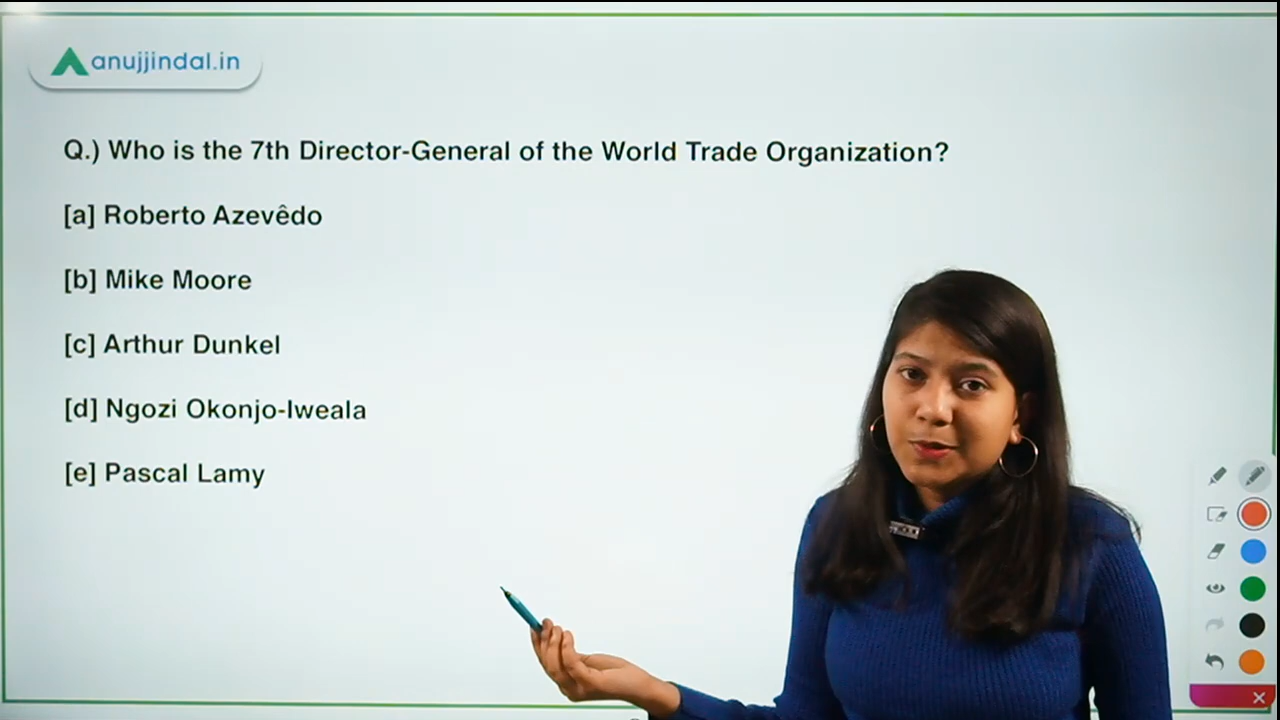 anujjindal.in
Q.) Who is the 7th Director-General of the World Trade Organization?
[a] Roberto Azevêdo
[b] Mike Moore
[c] Arthur Dunkel
[d] Ngozi Okonjo-Iweala
[e] Pascal Lamy